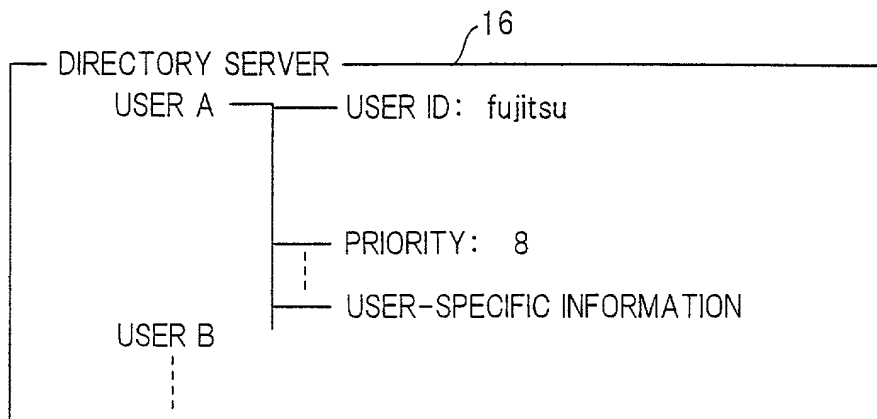 16
DIRECTORY SERVER
USER A USER ID: fujitsu
PRIORITY: 8
USER-SPECIFIC INFORMATION
USER B